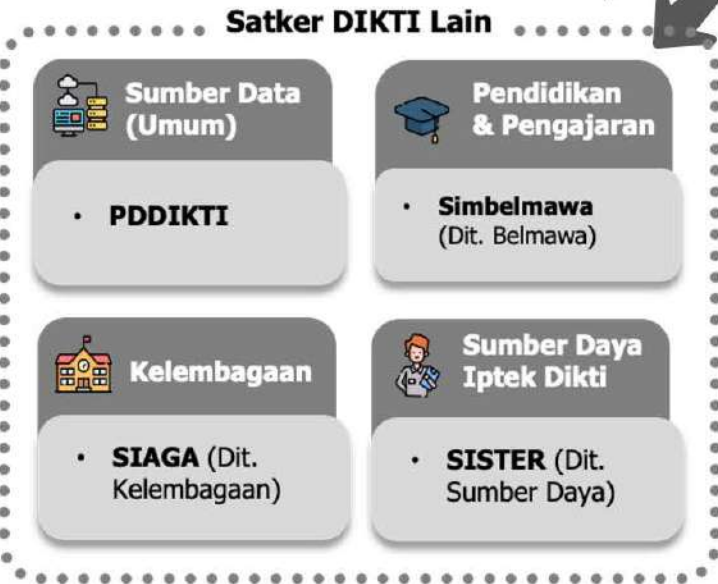 Satker DIKTI Lain
Sumber Data
(Umum)
• PDDIKTI
Pendidikan
& Pengajaran
• Simbelmawa
(Dit. Belmawa)
Kelembagaan
• SIAGA (Dit.
Kelembagaan)
Sumber Daya
Iptek Dikti
• SISTER (Dit.
Sumber Daya)